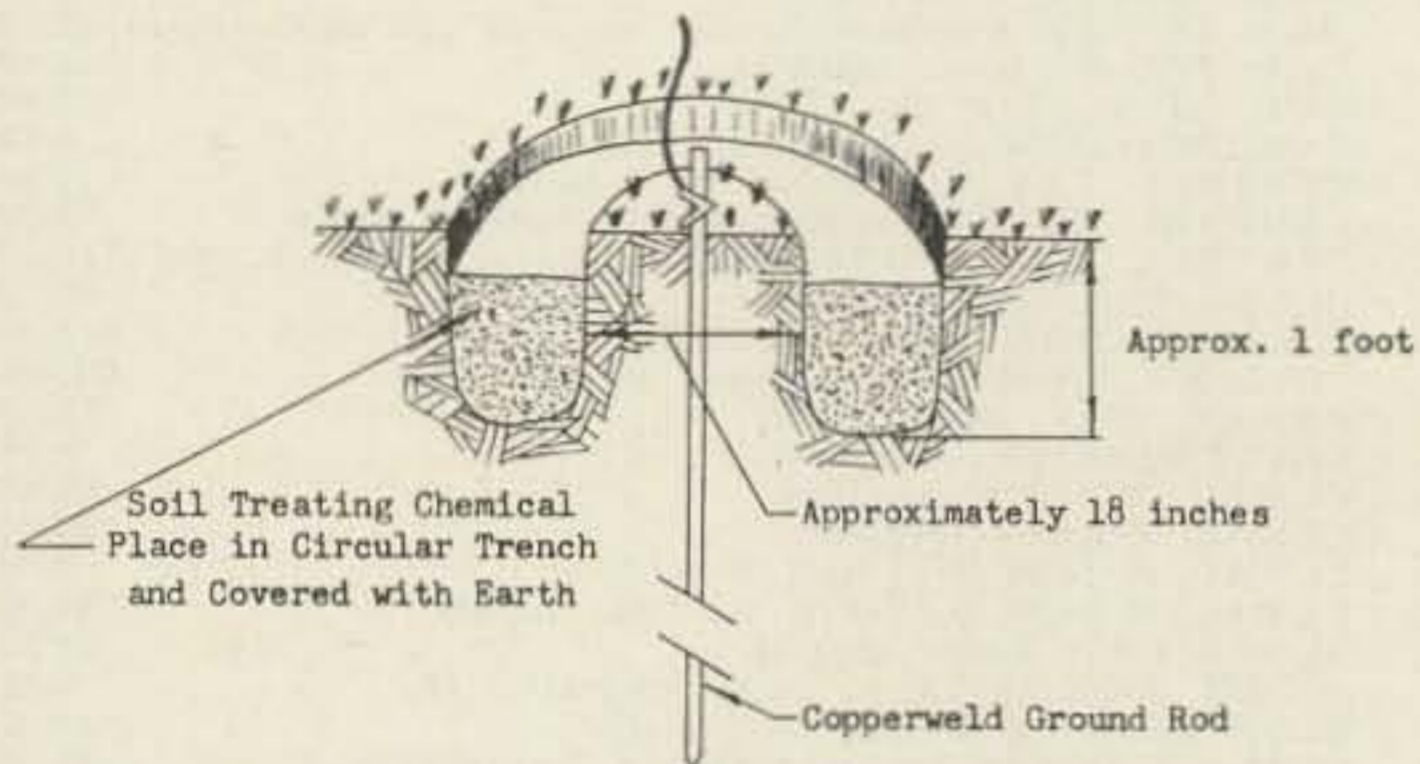 Approx. 1 foot
Soil Treating Chemical
Place in Circular Trench
and Covered with Earth
Approximately 18 inches
Copperweld Ground Rod